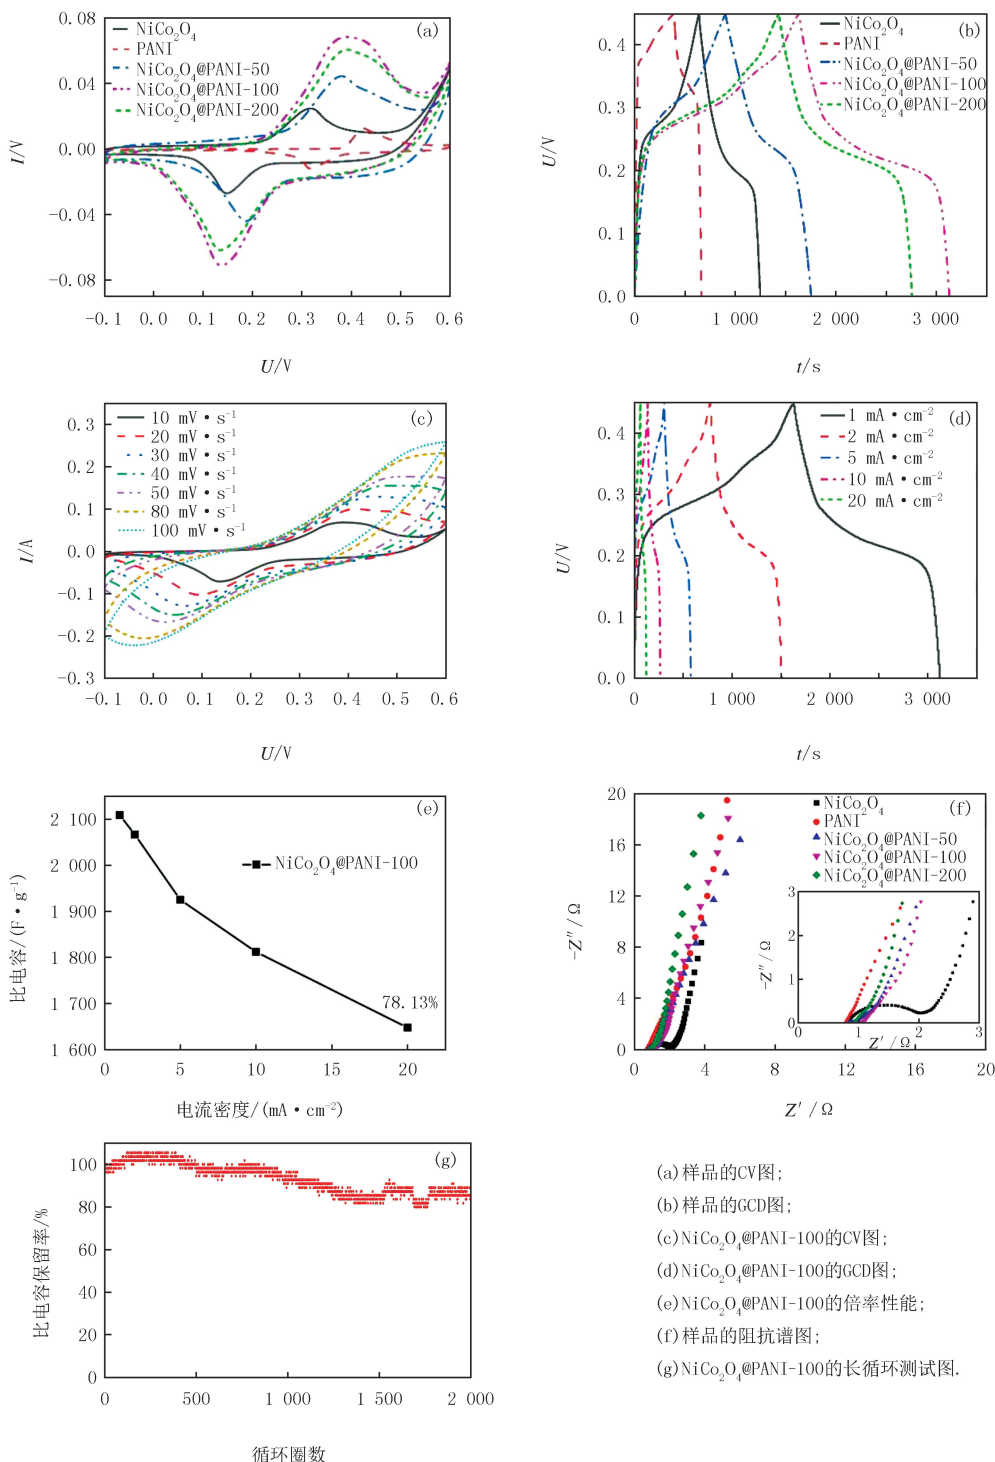 (a)
NiCo₂O₄
PANI
NiCo₂O₄@PANI-50
NiCo₂O₄@PANI-100
NiCo₂O₄@PANI-200
0.08
0.04
0.00
-0.04
-0.08
I/V
-0.1 0.0 0.1 0.2 0.3 0.4 0.5 0.6
U/V
(b)
NiCo₂O₄
PANI
NiCo₂O₄@PANI-50
NiCo₂O₄@PANI-100
NiCo₂O₄@PANI-200
0.4
0.3
0.2
0.1
0.0
U/V
0 1 000 2 000 3 000
t/s
(c)
10 mV·s⁻¹
20 mV·s⁻¹
30 mV·s⁻¹
40 mV·s⁻¹
50 mV·s⁻¹
80 mV·s⁻¹
100 mV·s⁻¹
0.3
0.2
0.1
0.0
-0.1
-0.2
-0.3
I/A
-0.1 0.0 0.1 0.2 0.3 0.4 0.5 0.6
U/V
(d)
1 mA·cm⁻²
2 mA·cm⁻²
5 mA·cm⁻²
10 mA·cm⁻²
20 mA·cm⁻²
0.4
0.3
0.2
0.1
0.0
U/V
0 1 000 2 000 3 000
t/s
(e)
NiCo₂O₄@PANI-100
78.13%
2 100
2 000
1 900
1 800
1 700
1 600
比电容/(F·g⁻¹)
0 5 10 15 20
电流密度/(mA·cm⁻²)
(f)
NiCo₂O₄
PANI
NiCo₂O₄@PANI-50
NiCo₂O₄@PANI-100
NiCo₂O₄@PANI-200
20
16
12
8
4
0
-Z″/Ω
0 4 8 12 16 20
Z′/Ω
3
2
1
0
-Z″/Ω
0 1 2 3
Z′/Ω
(g)
100
80
60
40
20
0
比电容保留率/%
0 500 1 000 1 500 2 000
循环圈数
(a)样品的CV图;
(b)样品的GCD图;
(c)NiCo₂O₄@PANI-100的CV图;
(d)NiCo₂O₄@PANI-100的GCD图;
(e)NiCo₂O₄@PANI-100的倍率性能;
(f)样品的阻抗谱图;
(g)NiCo₂O₄@PANI-100的长循环测试图.